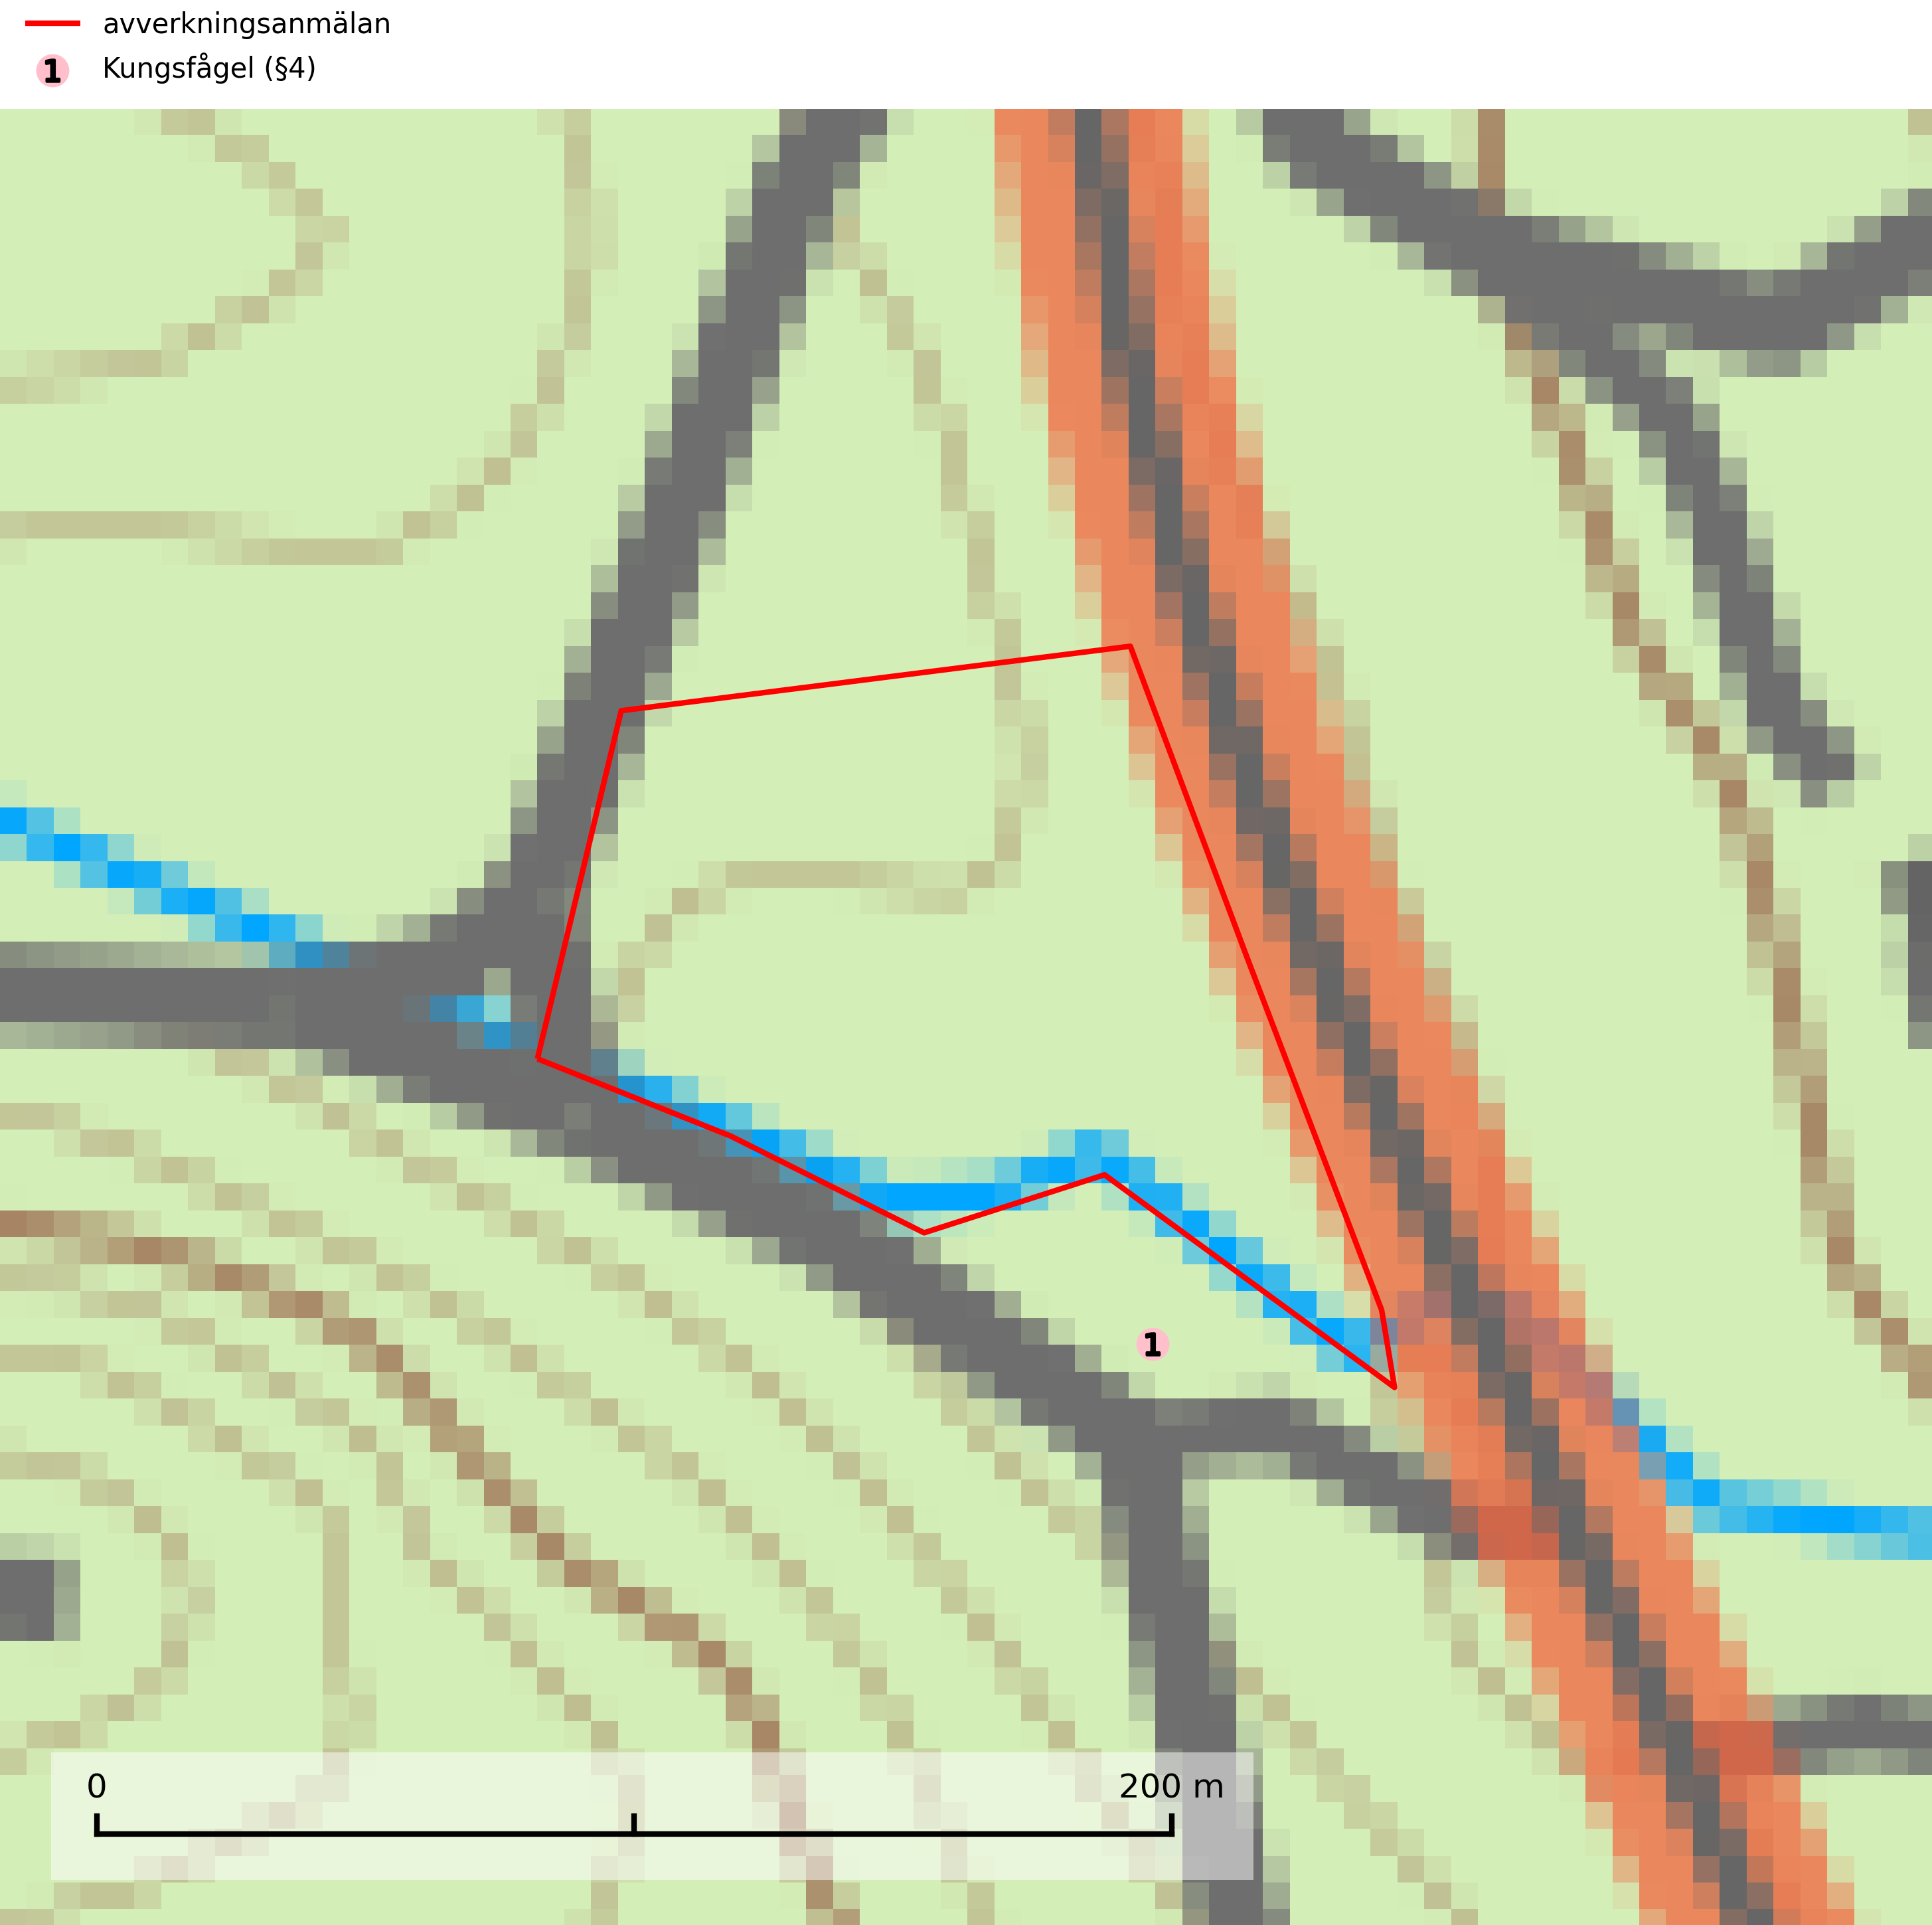 avverkningsanmälan
1 Kungsfågel (§4)
1
0 200 m